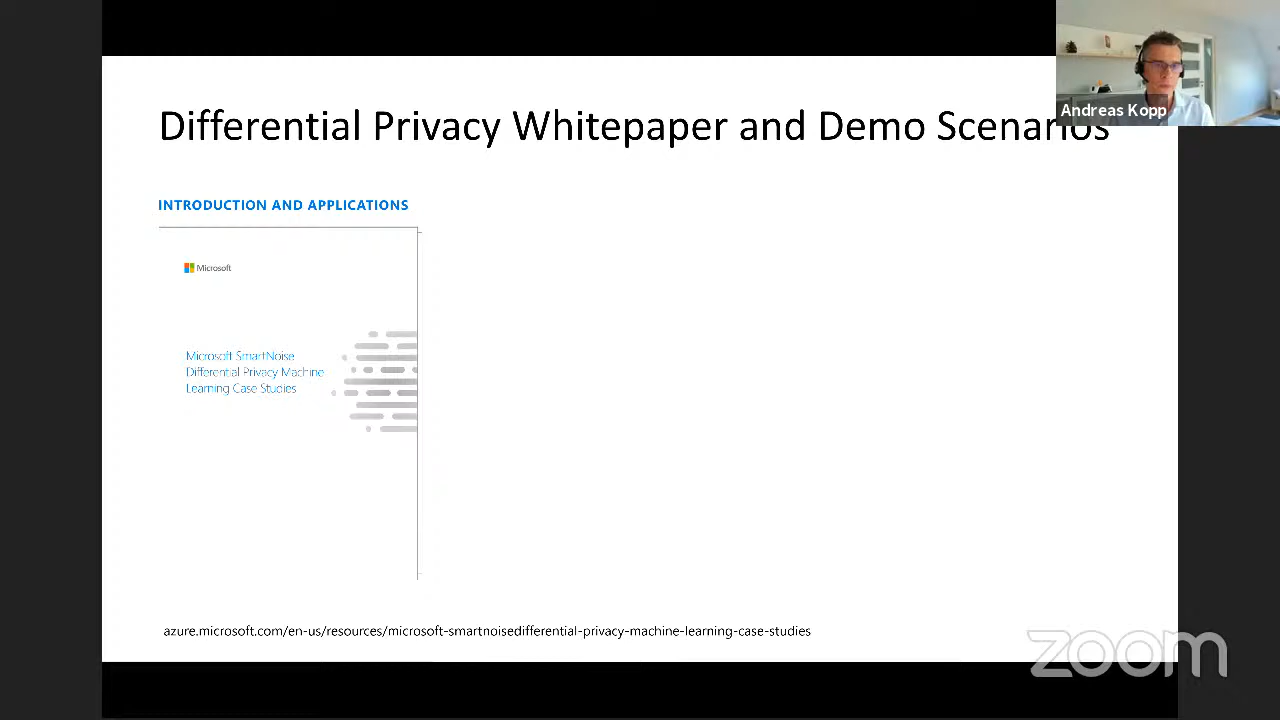 Andreas Kopp
Differential Privacy Whitepaper and Demo Scenarios
INTRODUCTION AND APPLICATIONS
Microsoft
Microsoft SmartNoise
Differential Privacy Machine
Learning Case Studies
azure.microsoft.com/en-us/resources/microsoft-smartnoisedifferential-privacy-machine-learning-case-studies
zoom